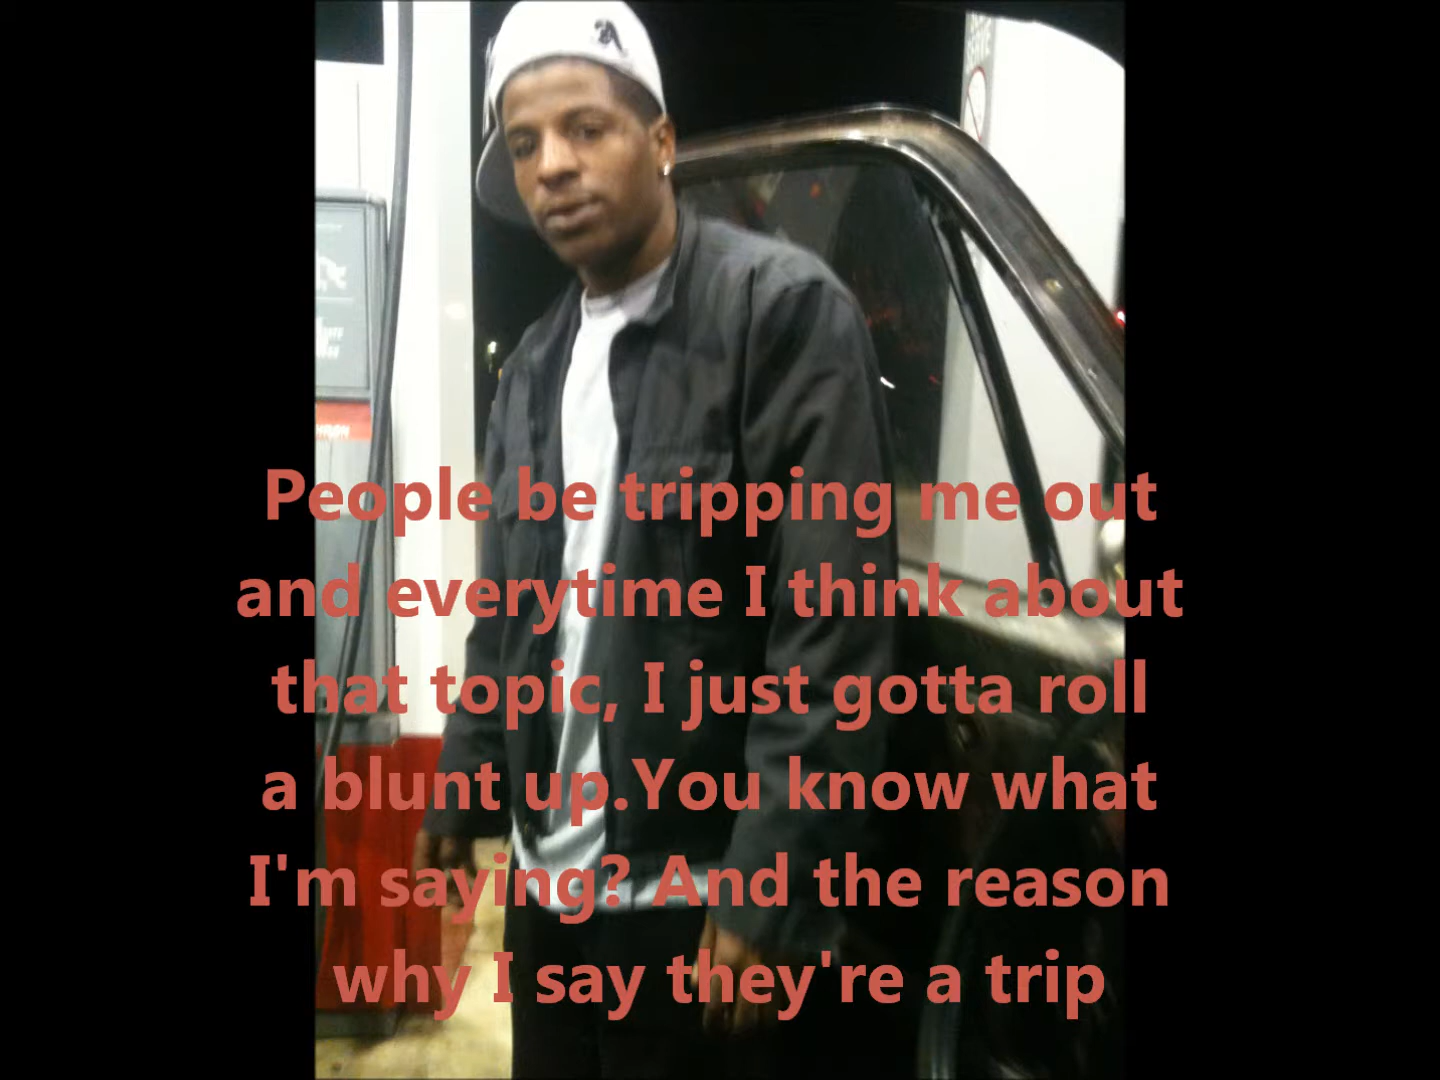 People be tripping me out
and everytime I think about
that topic, I just gotta roll
a blunt up.You know what
I'm saying? And the reason
why I say they're a trip